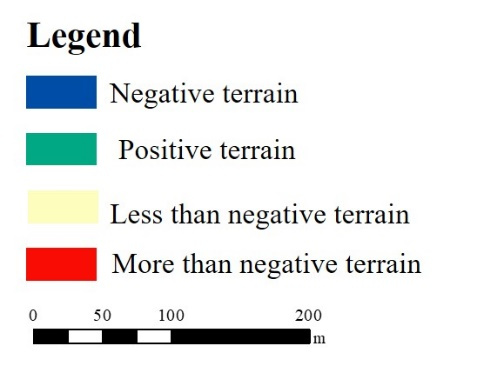 Legend
Negative terrain
Positive terrain
Less than negative terrain
More than negative terrain
0 50 100 200
m